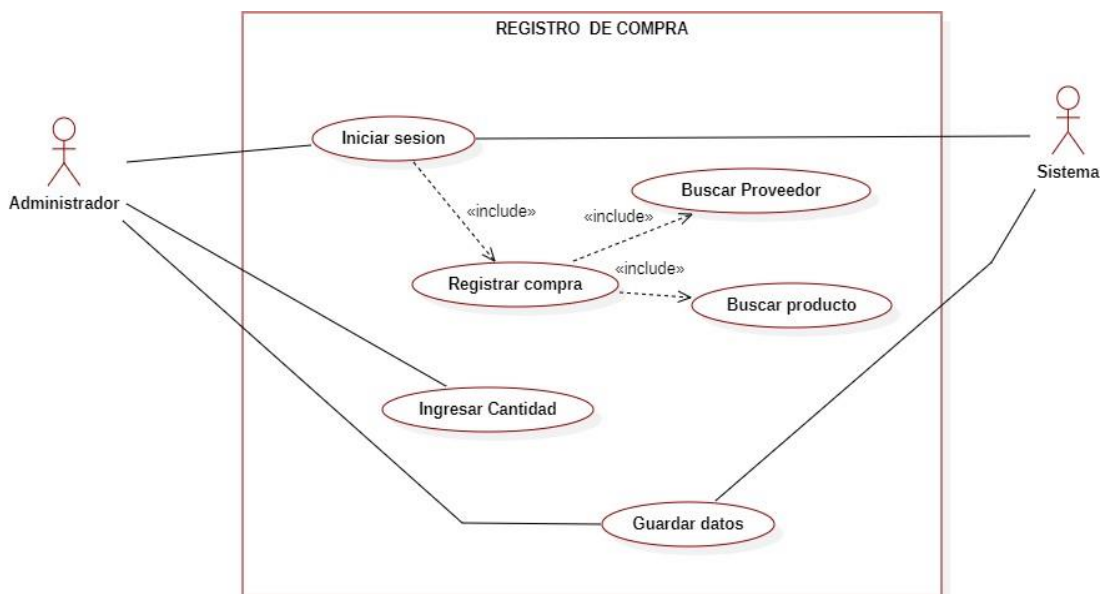 REGISTRO DE COMPRA
Iniciar sesion
Administrador
Sistema
Buscar Proveedor
«include»
«include»
«include»
Registrar compra
Buscar producto
Ingresar Cantidad
Guardar datos